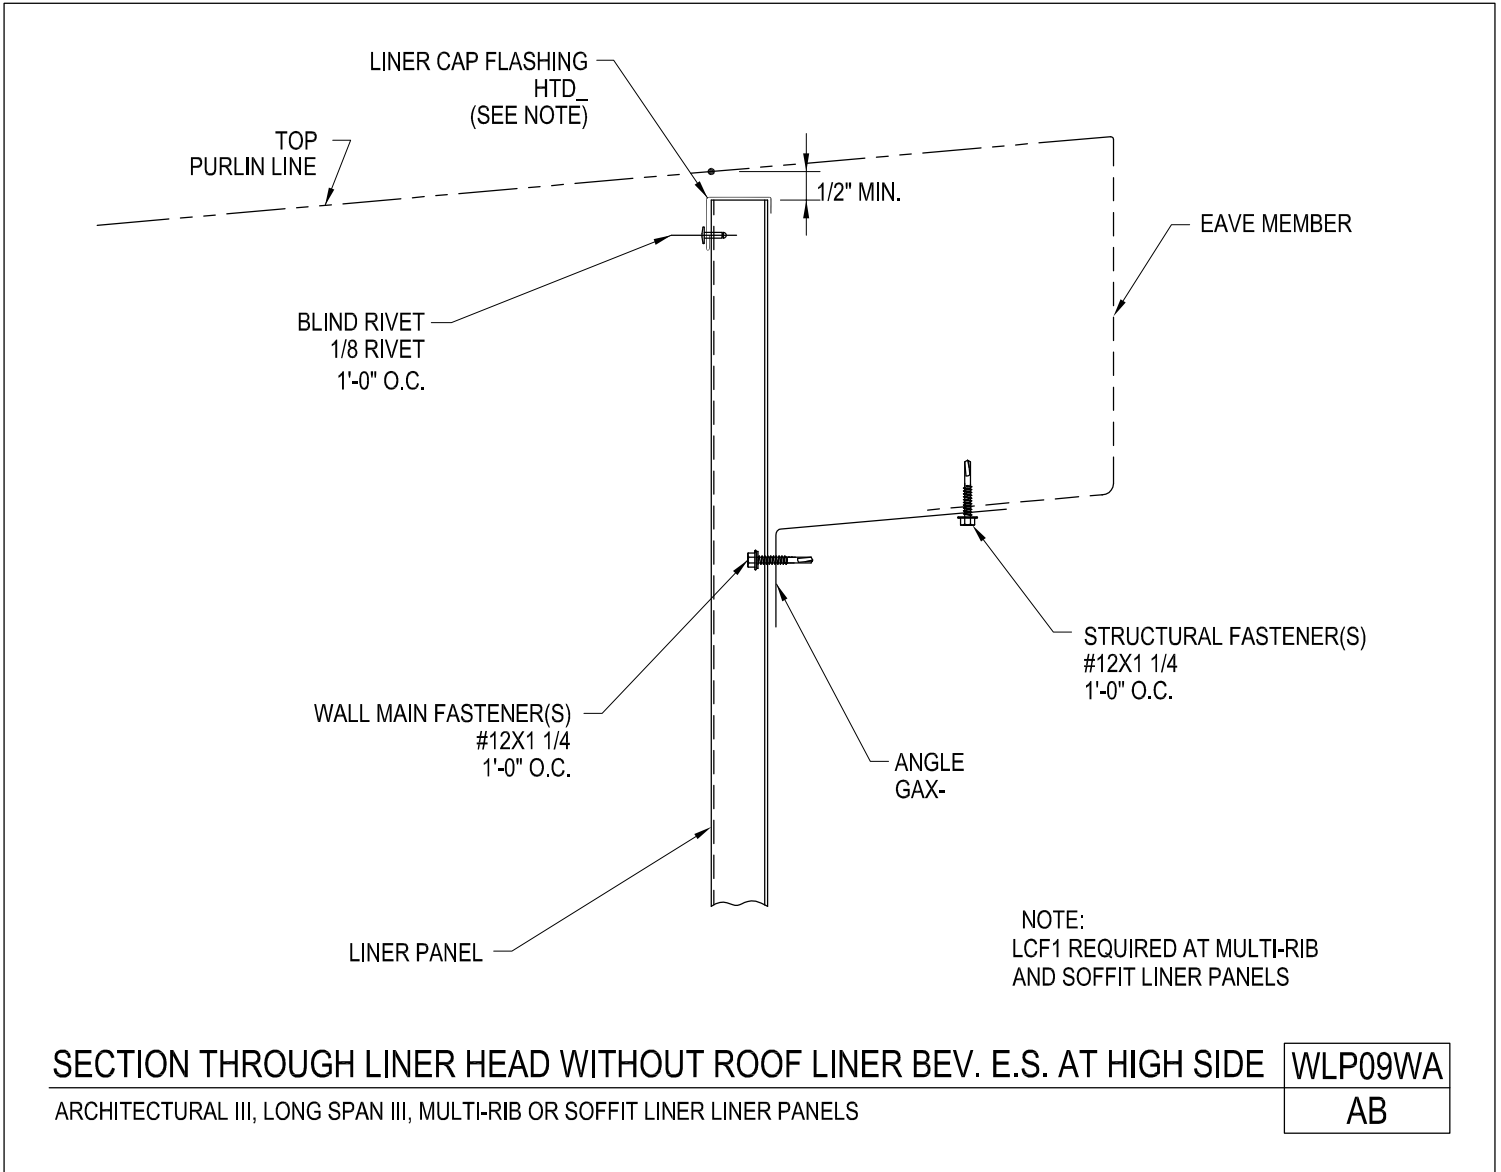 LINER CAP FLASHING
HTD_
(SEE NOTE)
TOP
PURLIN LINE
1/2" MIN.
EAVE MEMBER
BLIND RIVET
1/8 RIVET
1'-0" O.C.
STRUCTURAL FASTENER(S)
#12X1 1/4
1'-0" O.C.
WALL MAIN FASTENER(S)
#12X1 1/4
1'-0" O.C.
ANGLE
GAX-
LINER PANEL
NOTE:
LCF1 REQUIRED AT MULTI-RIB
AND SOFFIT LINER PANELS
SECTION THROUGH LINER HEAD WITHOUT ROOF LINER BEV. E.S. AT HIGH SIDE
WLP09WA
ARCHITECTURAL III, LONG SPAN III, MULTI-RIB OR SOFFIT LINER LINER PANELS
AB